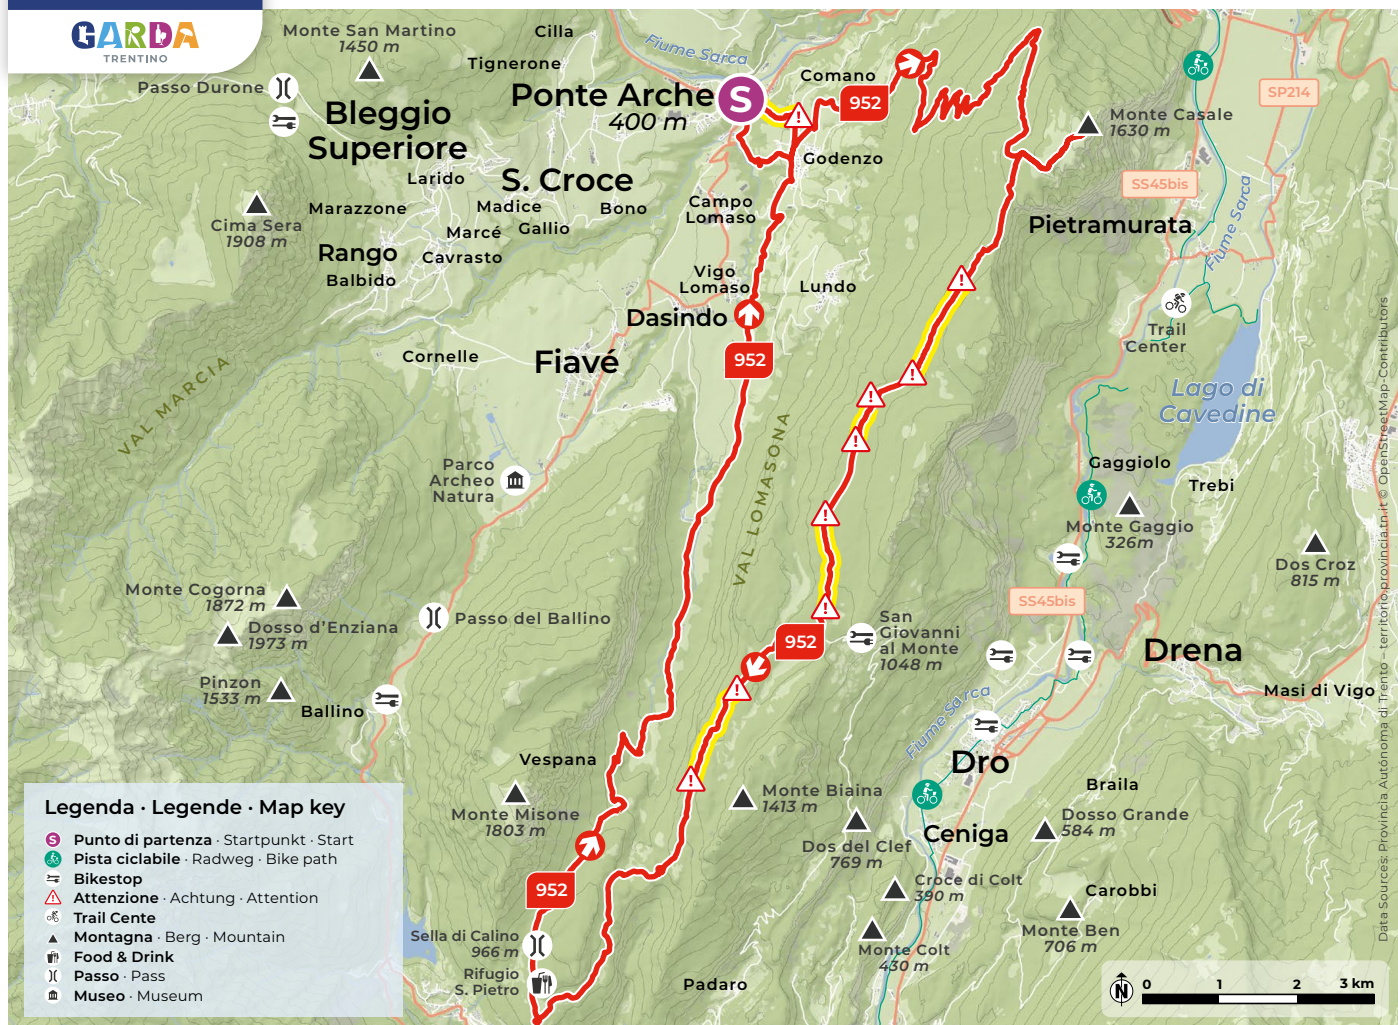 GARDA
TRENTINO
Monte San Martino
1450 m
Cilla
Tignerone
Fiume Sarca
Passo Durone
Bleggio
Superiore
Ponte Arche
400 m
S
Comano
952
SP214
Monte Casale
1630 m
Godenzo
Larido
S. Croce
SS45bis
Marazzone
Madice
Bono
Campo
Lomaso
Cima Sera
1908 m
Marcé
Gallio
Pietramurata
Fiume Sarca
Rango
Cavrasto
Balbido
Vigo
Lomaso
Lundo
Dasindo
Trail
Center
Cornelle
Fiavé
952
VAL MARCIA
Lago di
Cavedine
VAL LOMASONA
Parco
Archeo
Natura
Gaggiolo
Trebi
Monte Gaggio
326m
Dos Croz
815 m
Monte Cogorna
1872 m
Dosso d'Enziana
1973 m
Passo del Ballino
SS45bis
San
Giovanni
al Monte
1048 m
952
Drena
Pinzon
1533 m
Ballino
Masi di Vigo
Fiume Sarca
Vespana
Dro
Monte Misone
1803 m
Monte Biaina
1413 m
Braila
Dosso Grande
584 m
Dos del Clef
769 m
Ceniga
Croce di Colt
390 m
Carobbi
952
Monte Ben
706 m
Sella di Calino
966 m
Monte Colt
430 m
Rifugio
S. Pietro
Padaro
Legenda · Legende · Map key
S Punto di partenza · Startpunkt · Start
Pista ciclabile · Radweg · Bike path
Bikestop
Attenzione · Achtung · Attention
Trail Cente
Montagna · Berg · Mountain
Food & Drink
Passo · Pass
Museo · Museum
N
0 1 2 3 km
Data Sources: Provincia Autónoma di Trento – territorio.provincia.tn.it © OpenStreetMap-Contributors